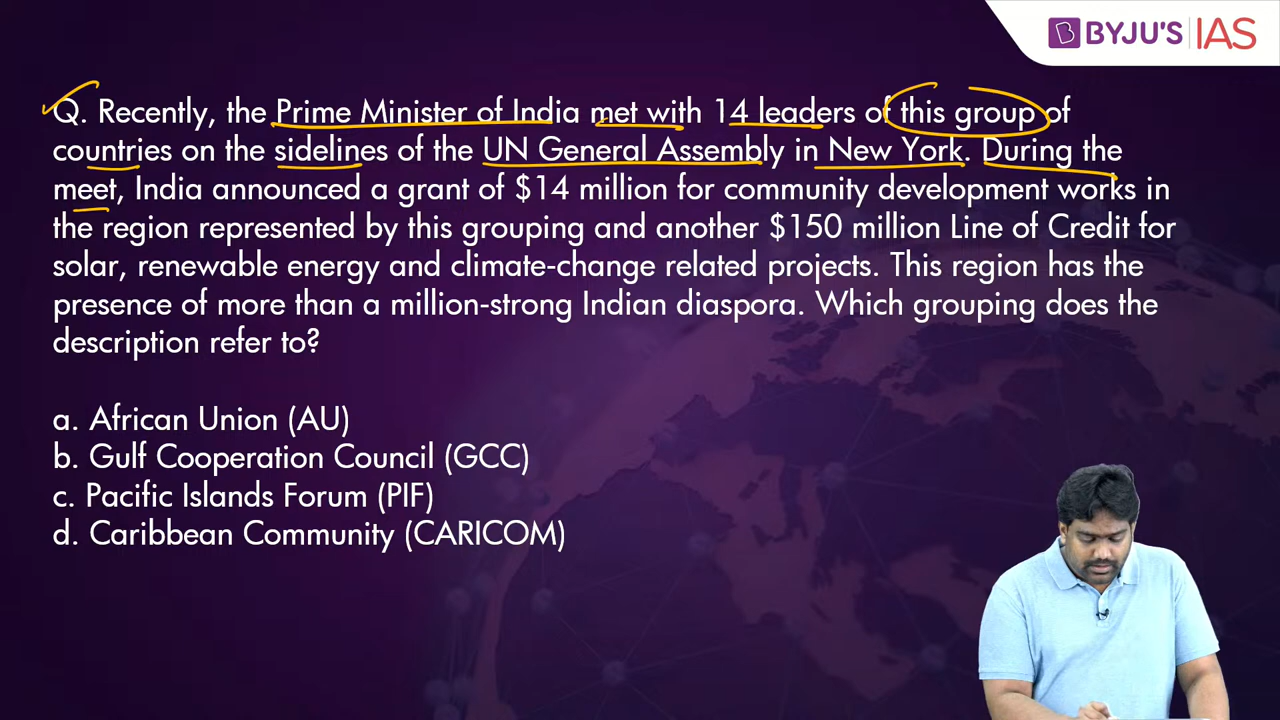 BYJU'S IAS
Q. Recently, the Prime Minister of India met with 14 leaders of this group of
countries on the sidelines of the UN General Assembly in New York. During the
meet, India announced a grant of $14 million for community development works in
the region represented by this grouping and another $150 million Line of Credit for
solar, renewable energy and climate-change related projects. This region has the
presence of more than a million-strong Indian diaspora. Which grouping does the
description refer to?
a. African Union (AU)
b. Gulf Cooperation Council (GCC)
c. Pacific Islands Forum (PIF)
d. Caribbean Community (CARICOM)